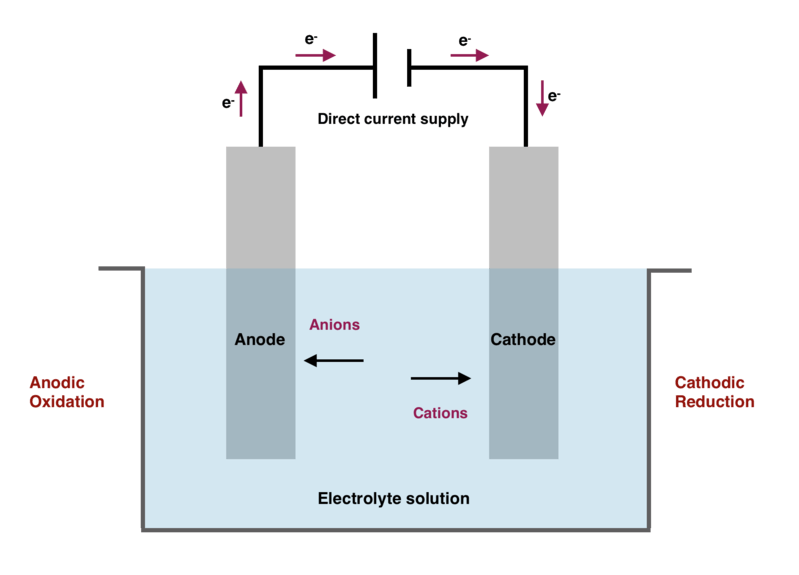 e-
e-
e-
e-
Direct current supply
Anode
Anions
Cathode
Anodic
Oxidation
Cathodic
Reduction
Cations
Electrolyte solution